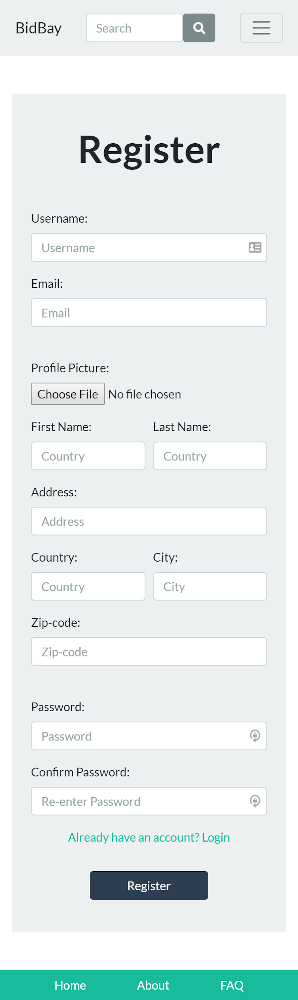 BidBay Search
Register
Username:
Username
Email:
Email
Profile Picture:
Choose File No file chosen
First Name: Last Name:
Country Country
Address:
Address
Country: City:
Country City
Zip-code:
Zip-code
Password:
Password
Confirm Password:
Re-enter Password
Already have an account? Login
Register
Home About FAQ